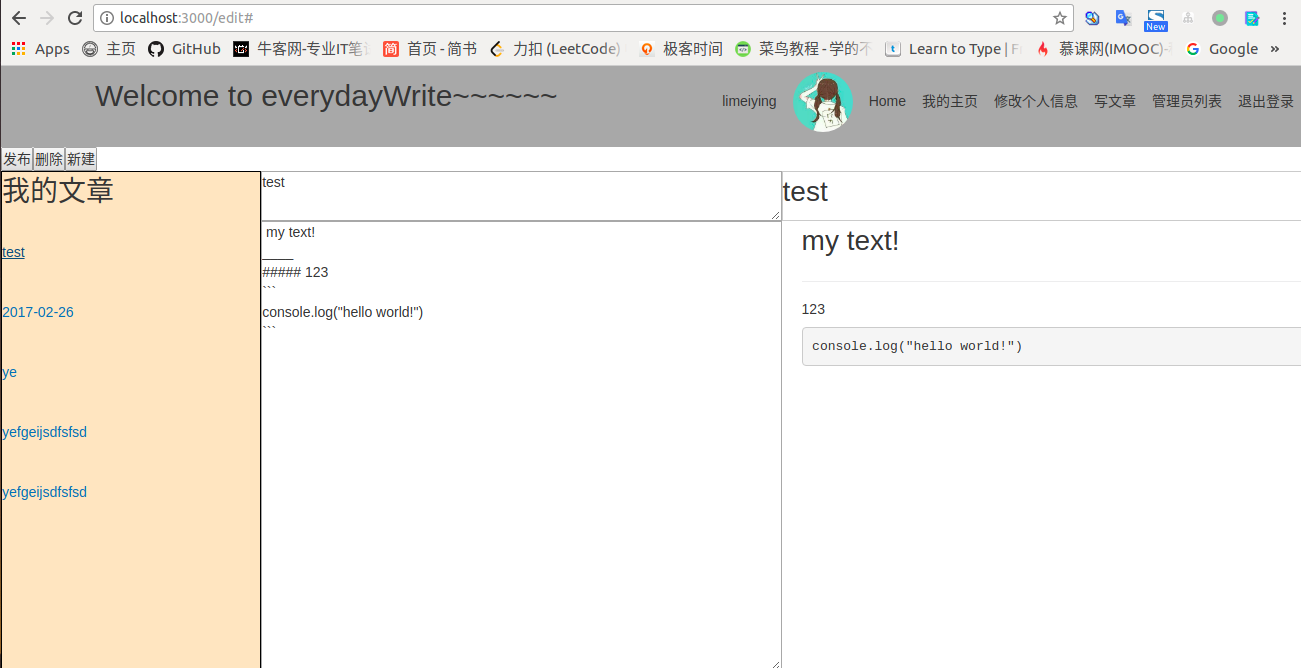 localhost:3000/edit#
New
Apps 主页 GitHub 牛客网-专业IT笔 首页 - 简书 力扣 (LeetCode) 极客时间 菜鸟教程 - 学的不 Learn to Type | F 慕课网(IMOOC)- Google »
Welcome to everydayWrite~~~~~~
limeiying Home 我的主页 修改个人信息 写文章 管理员列表 退出登录
发布 删除 新建
我的文章
test
2017-02-26
ye
yefgeijsdfsfsd
yefgeijsdfsfsd
test
my text!
____
##### 123
```
console.log("hello world!")
```
test
my text!
123
console.log("hello world!")